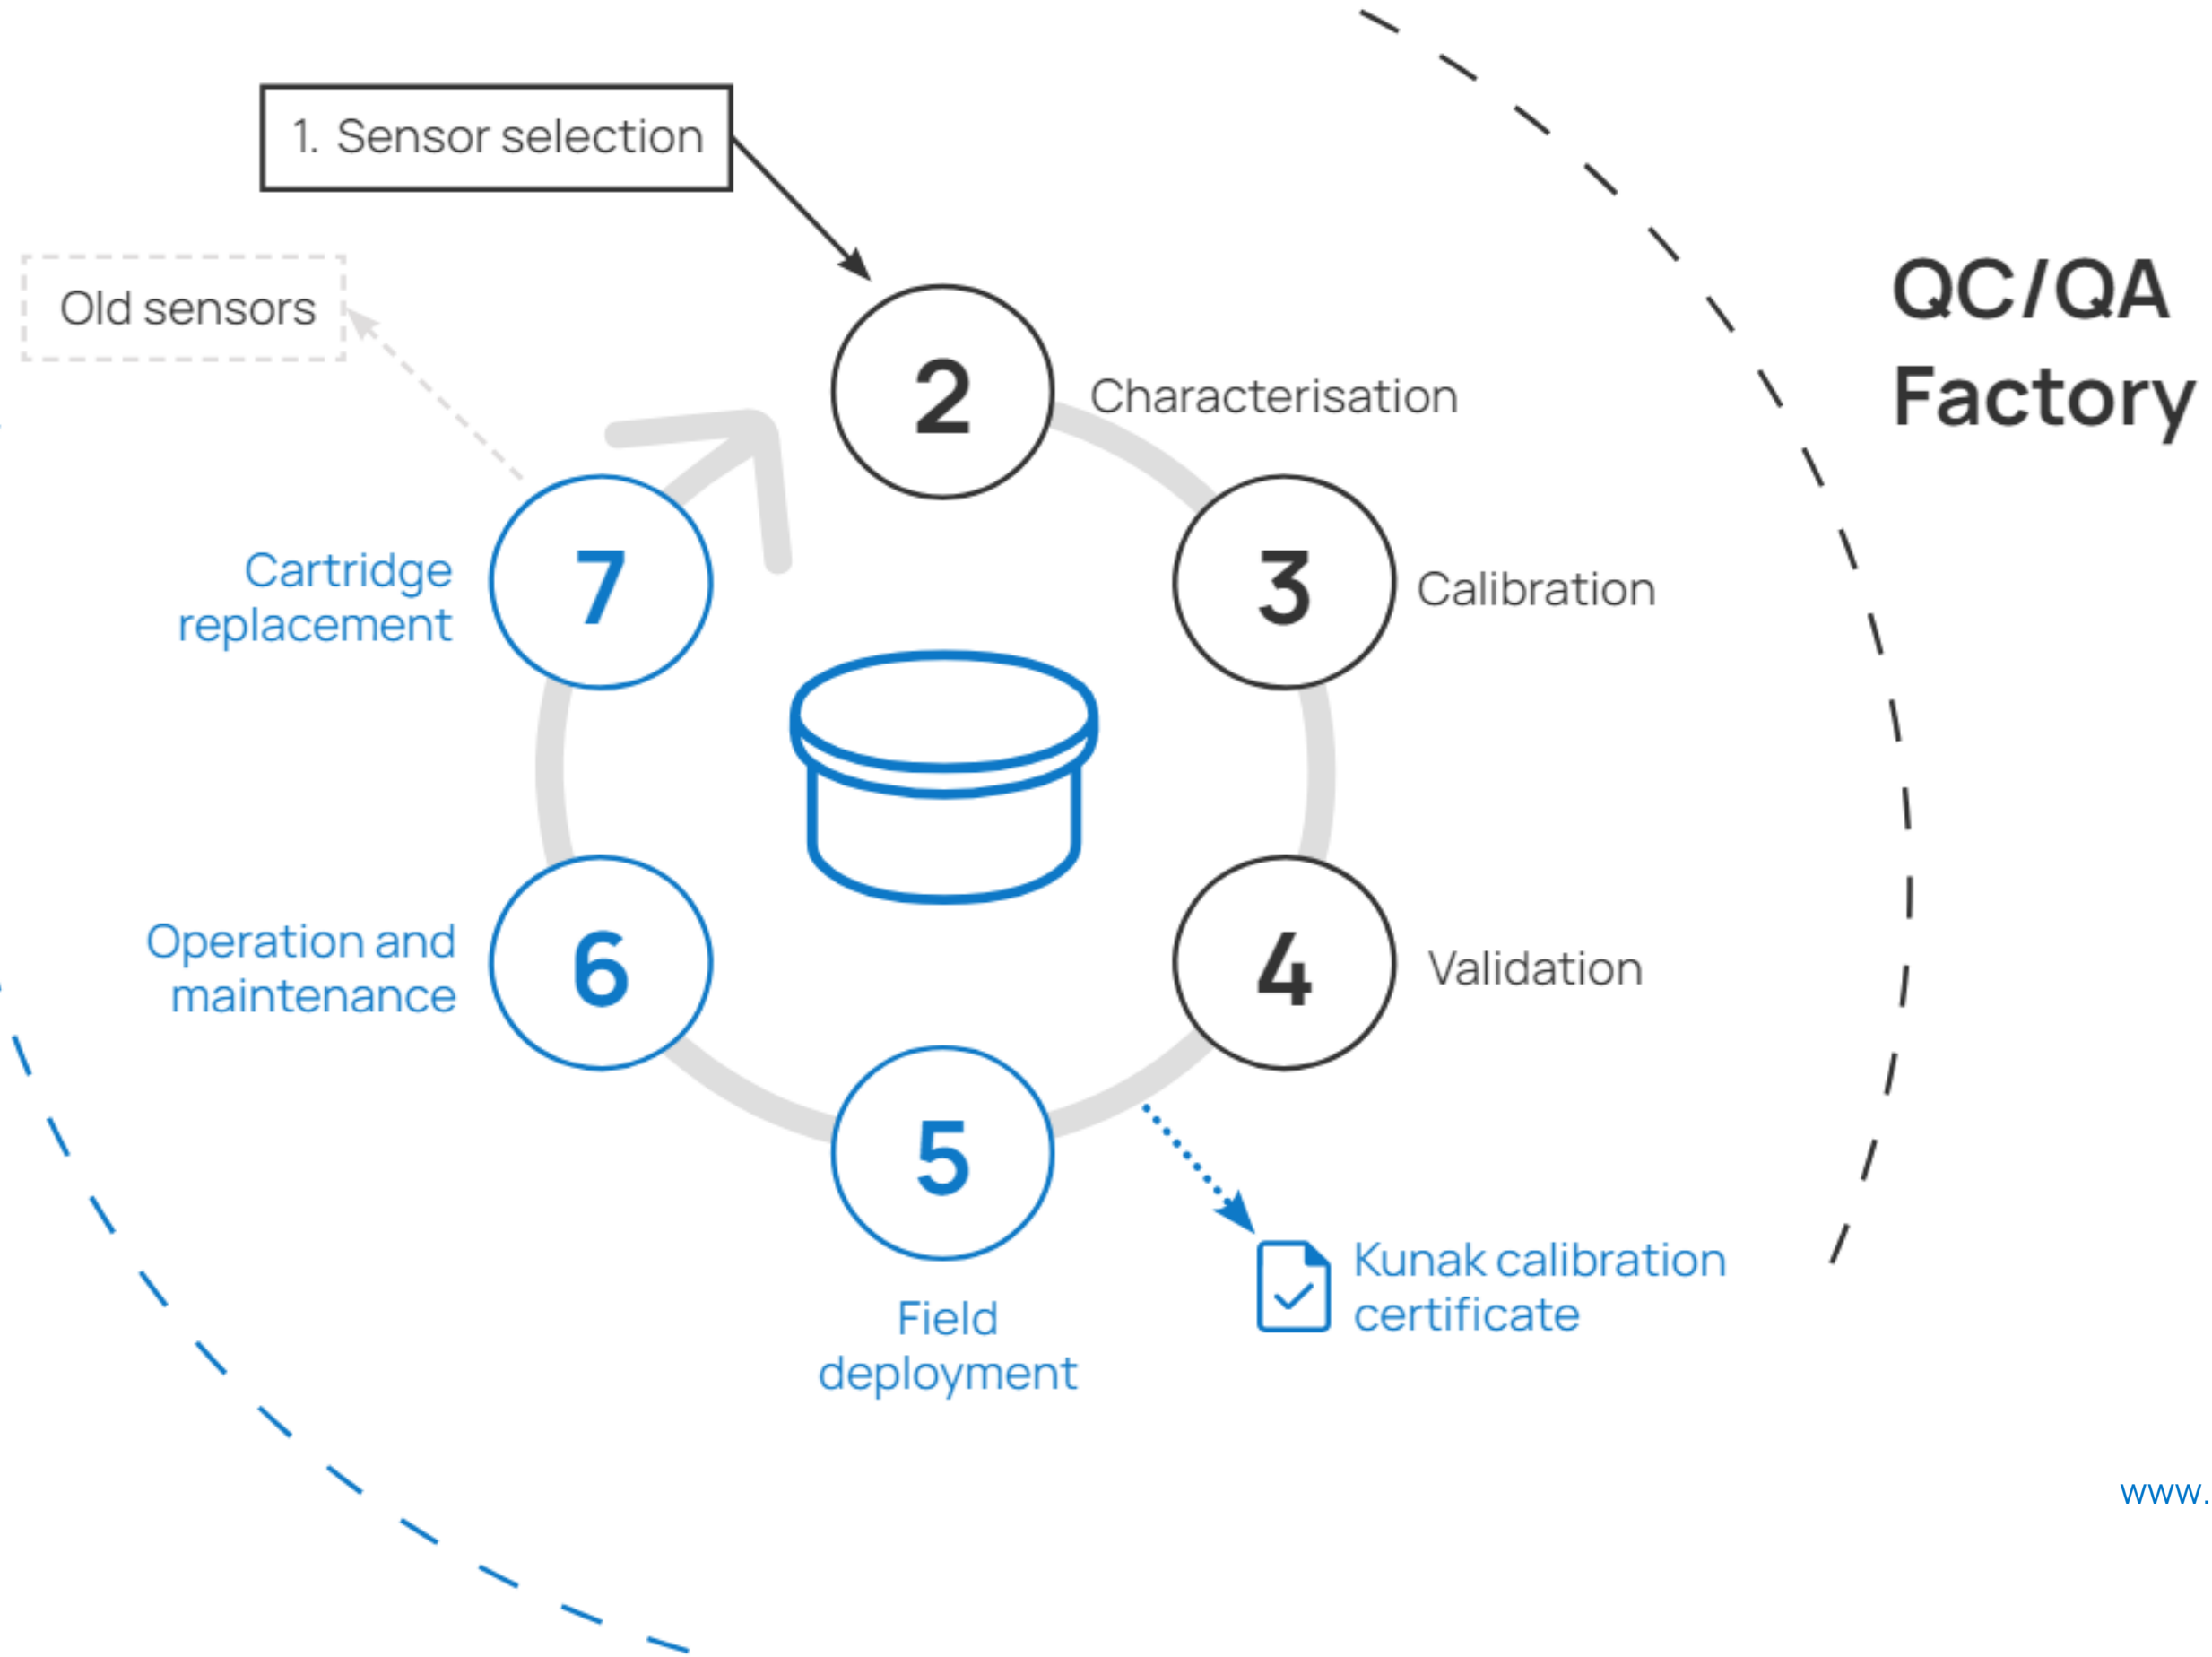 1. Sensor selection
Old sensors
QC/QA
Factory
2
Characterisation
3
Calibration
4
Validation
5
Field
deployment
Kunak calibration
certificate
6
Operation and
maintenance
7
Cartridge
replacement
www.